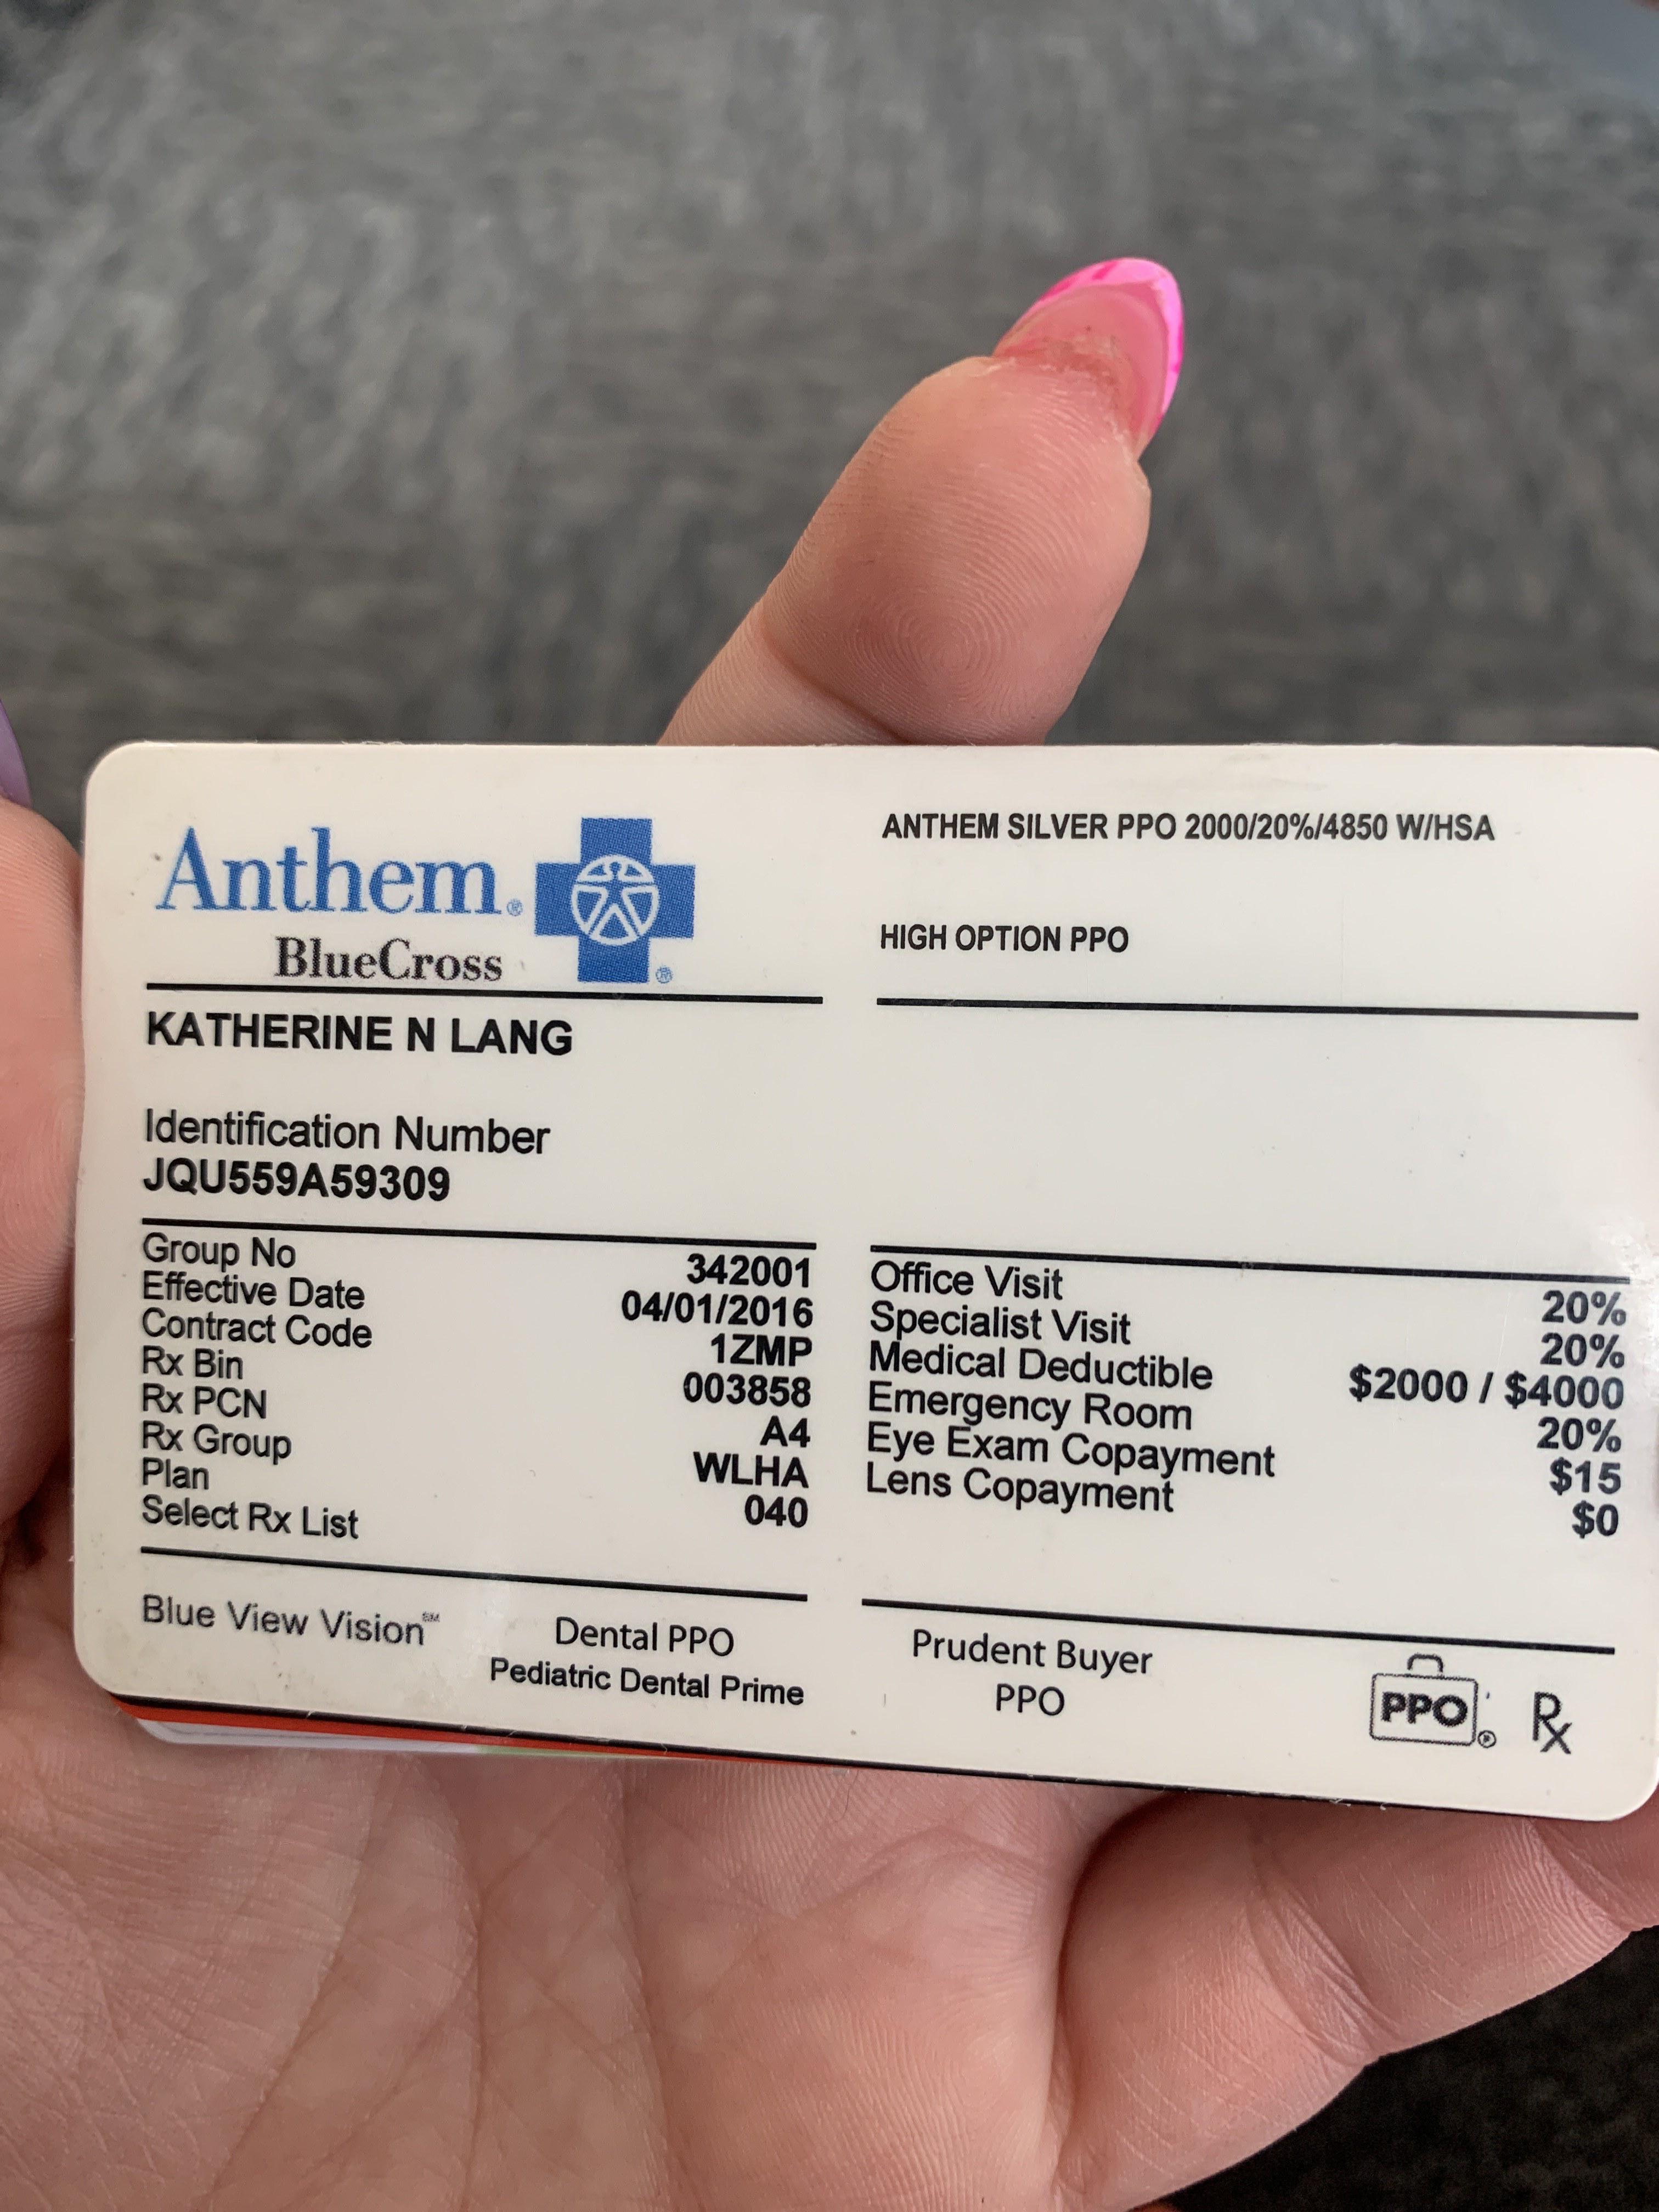 Anthem®
BlueCross
®
ANTHEM SILVER PPO 2000/20%/4850 W/HSA
HIGH OPTION PPO
KATHERINE N LANG
Identification Number
JQU559A59309
Group No 342001
Effective Date 04/01/2016
Contract Code 1ZMP
Rx Bin 003858
Rx PCN A4
Rx Group WLHA
Plan 040
Select Rx List
Office Visit 20%
Specialist Visit 20%
Medical Deductible $2000 / $4000
Emergency Room 20%
Eye Exam Copayment $15
Lens Copayment $0
Blue View Vision℠
Dental PPO
Pediatric Dental Prime
Prudent Buyer
PPO
PPO®
Rx